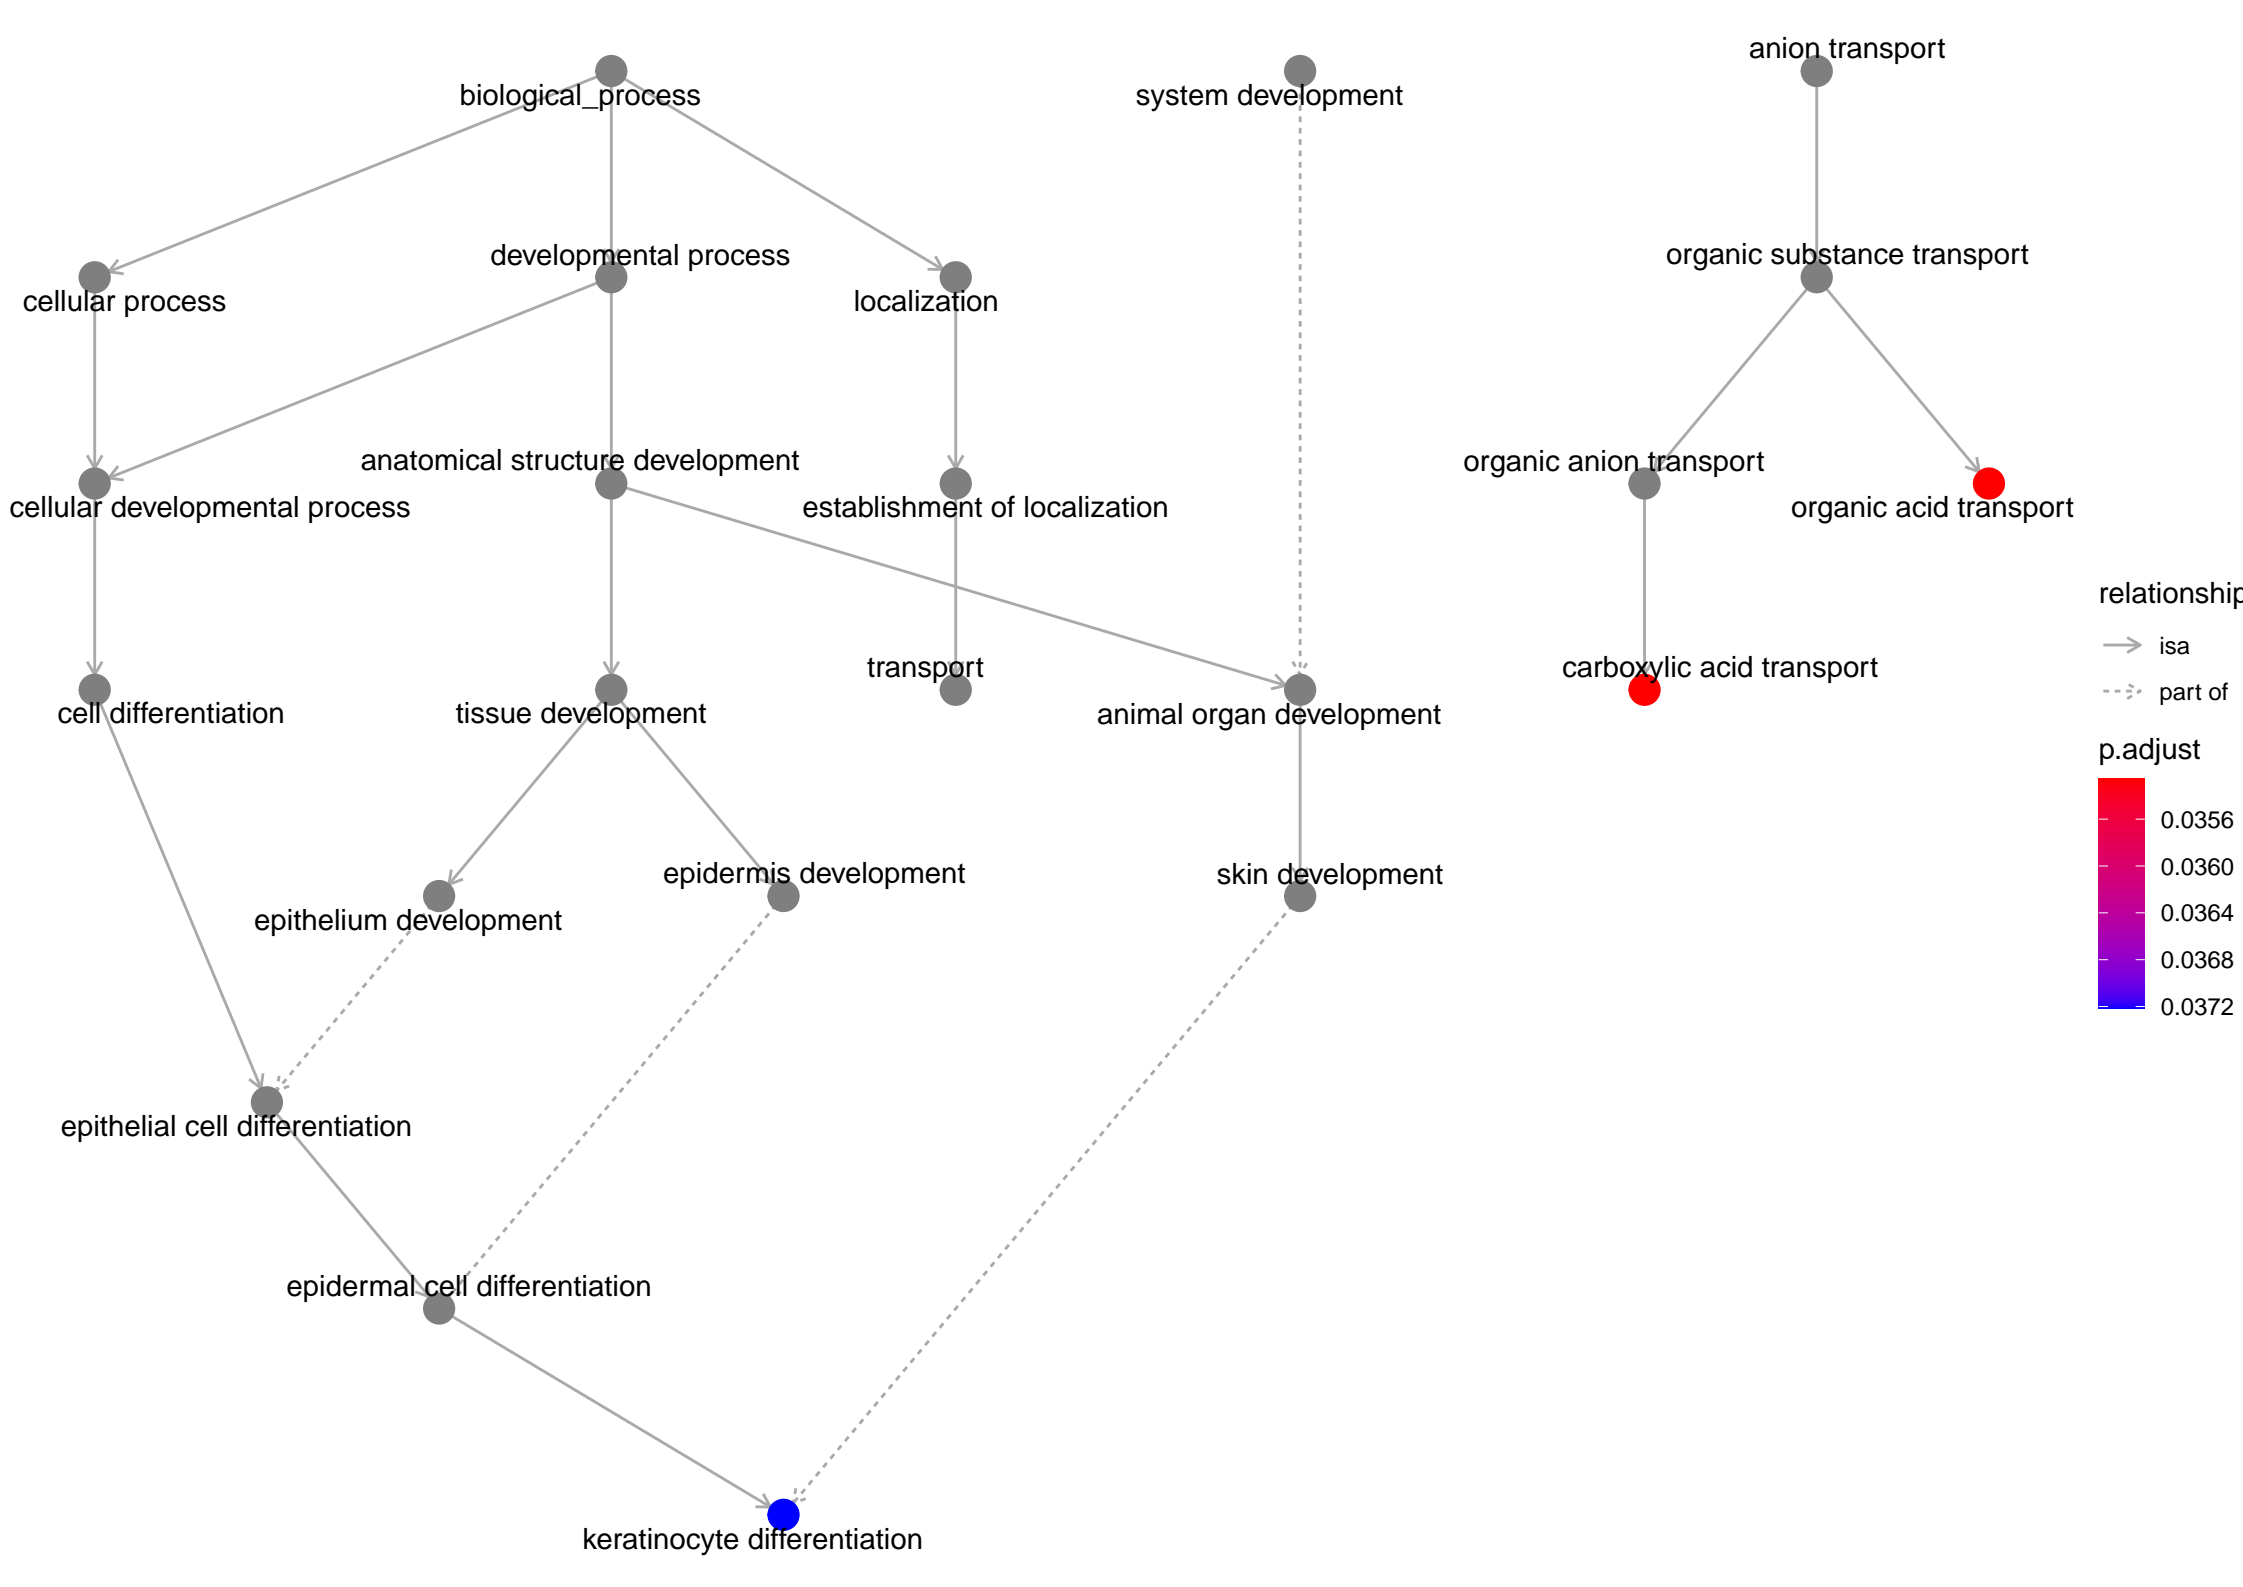 anion transport
biological_process
system development
developmental process
organic substance transport
cellular process
localization
anatomical structure development
organic anion transport
cellular developmental process
establishment of localization
organic acid transport
relationship
isa
transport
carboxylic acid transport
part of
cell differentiation
tissue development
animal organ development
p.adjust
0.0356
0.0360
epidermis development
skin development
0.0364
epithelium development
0.0368
0.0372
epithelial cell differentiation
epidermal cell differentiation
keratinocyte differentiation